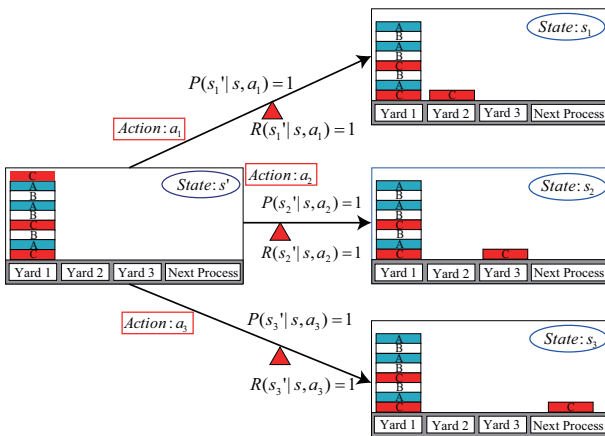 State: s₁
A
B
A
B
C
B
A
C
C
Yard 1 Yard 2 Yard 3 Next Process
P(s₁'| s, a₁) = 1
Action: a₁
R(s₁'| s, a₁) = 1
State: s'
C
A
B
A
B
C
B
A
C
Yard 1 Yard 2 Yard 3 Next Process
Action: a₂
P(s₂'| s, a₂) = 1
R(s₂'| s, a₂) = 1
State: s₂
A
B
A
B
C
B
A
C
C
Yard 1 Yard 2 Yard 3 Next Process
Action: a₃
P(s₃'| s, a₃) = 1
R(s₃'| s, a₃) = 1
State: s₃
A
B
A
B
C
B
A
C
C
Yard 1 Yard 2 Yard 3 Next Process